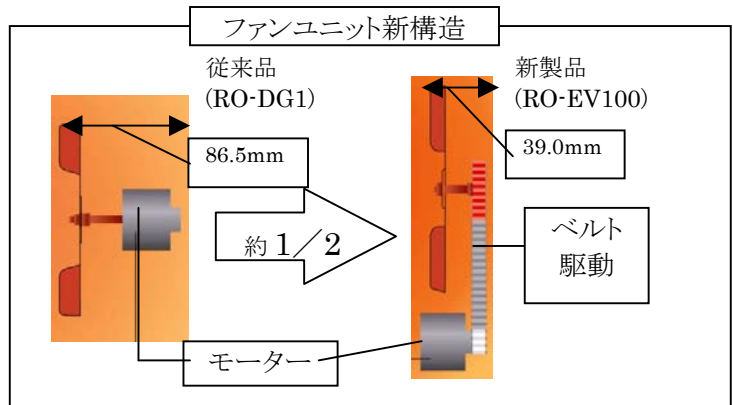 ファンユニット新構造
従来品
(RO-DG1)
新製品
(RO-EV100)
86.5mm
39.0mm
約 1／2
ベルト
駆動
モーター